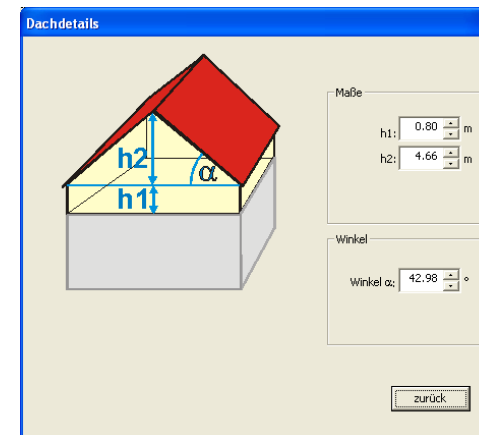 Dachdetails
h2
α
h1
Maße
h1: 0.80 m
h2: 4.66 m
Winkel
Winkel α: 42.98 °
zurück